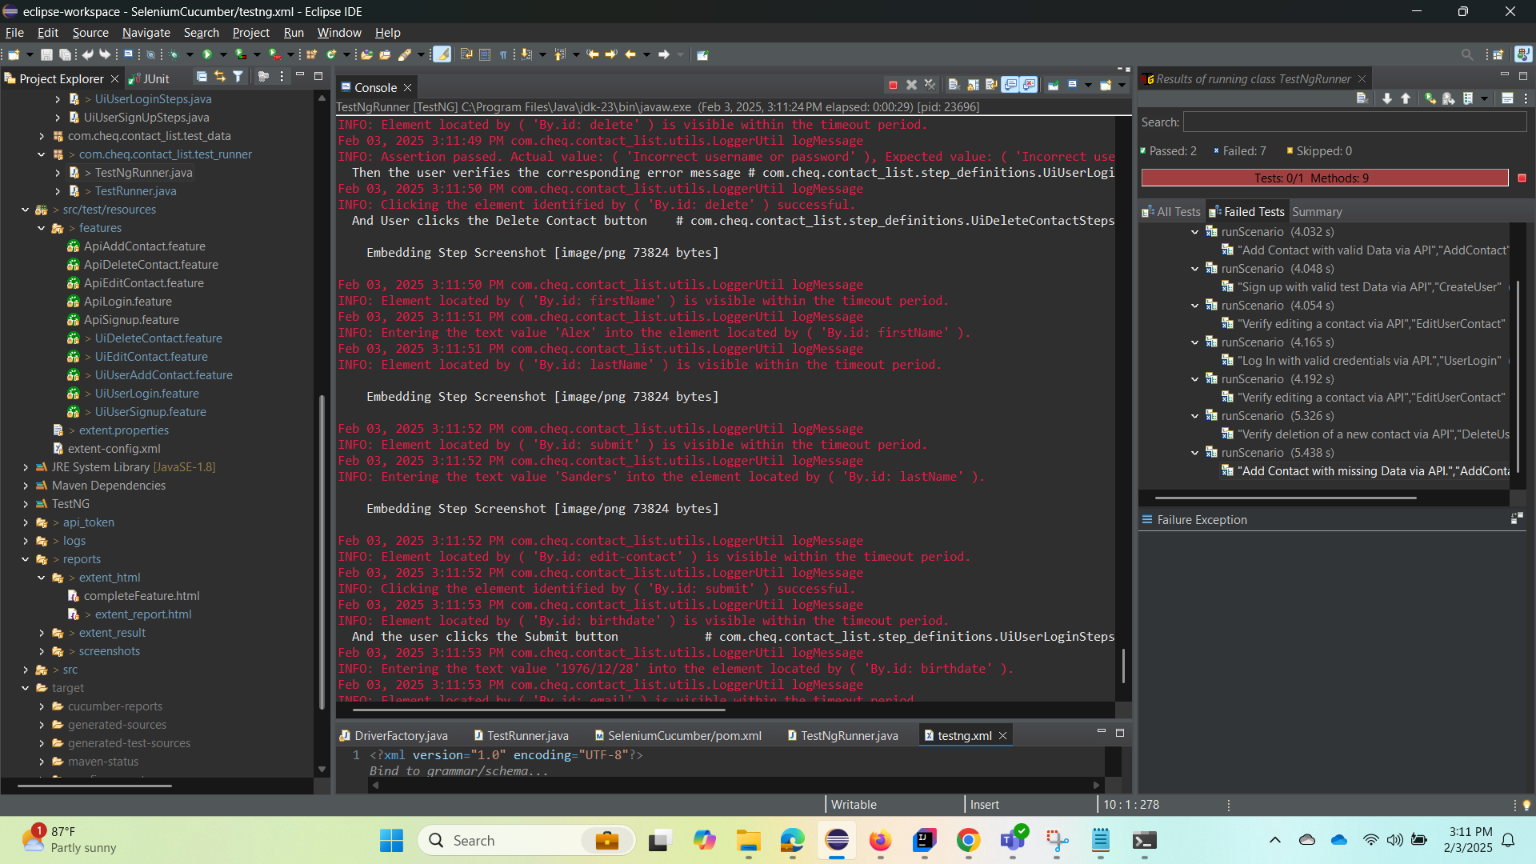 eclipse-workspace - SeleniumCucumber/testng.xml - Eclipse IDE
File Edit Source Navigate Search Project Run Window Help
Project Explorer
JUnit
> UiUserLoginSteps.java
UiUserSignUpSteps.java
com.cheq.contact_list.test_data
> com.cheq.contact_list.test_runner
> TestNgRunner.java
> TestRunner.java
> src/test/resources
> features
ApiAddContact.feature
ApiDeleteContact.feature
ApiEditContact.feature
ApiLogin.feature
ApiSignup.feature
> UiDeleteContact.feature
> UiEditContact.feature
> UiUserAddContact.feature
> UiUserLogin.feature
> UiUserSignup.feature
> extent.properties
extent-config.xml
JRE System Library [JavaSE-1.8]
Maven Dependencies
TestNG
> api_token
> logs
> reports
> extent_html
completeFeature.html
> extent_report.html
> extent_result
> screenshots
> src
target
cucumber-reports
generated-sources
generated-test-sources
maven-status
Console
TestNgRunner [TestNG] C:\Program Files\Java\jdk-23\bin\javaw.exe (Feb 3, 2025, 3:11:24 PM elapsed: 0:00:29) [pid: 23696]
INFO: Element located by ( 'By.id: delete' ) is visible within the timeout period.
Feb 03, 2025 3:11:49 PM com.cheq.contact_list.utils.LoggerUtil logMessage
INFO: Assertion passed. Actual value: ( 'Incorrect username or password' ), Expected value: ( 'Incorrect use
Then the user verifies the corresponding error message # com.cheq.contact_list.step_definitions.UiUserLogi
Feb 03, 2025 3:11:50 PM com.cheq.contact_list.utils.LoggerUtil logMessage
INFO: Clicking the element identified by ( 'By.id: delete' ) successful.
And User clicks the Delete Contact button # com.cheq.contact_list.step_definitions.UiDeleteContactSteps
Embedding Step Screenshot [image/png 73824 bytes]
Feb 03, 2025 3:11:50 PM com.cheq.contact_list.utils.LoggerUtil logMessage
INFO: Element located by ( 'By.id: firstName' ) is visible within the timeout period.
Feb 03, 2025 3:11:51 PM com.cheq.contact_list.utils.LoggerUtil logMessage
INFO: Entering the text value 'Alex' into the element located by ( 'By.id: firstName' ).
Feb 03, 2025 3:11:51 PM com.cheq.contact_list.utils.LoggerUtil logMessage
INFO: Element located by ( 'By.id: lastName' ) is visible within the timeout period.
Embedding Step Screenshot [image/png 73824 bytes]
Feb 03, 2025 3:11:52 PM com.cheq.contact_list.utils.LoggerUtil logMessage
INFO: Element located by ( 'By.id: submit' ) is visible within the timeout period.
Feb 03, 2025 3:11:52 PM com.cheq.contact_list.utils.LoggerUtil logMessage
INFO: Entering the text value 'Sanders' into the element located by ( 'By.id: lastName' ).
Embedding Step Screenshot [image/png 73824 bytes]
Feb 03, 2025 3:11:52 PM com.cheq.contact_list.utils.LoggerUtil logMessage
INFO: Element located by ( 'By.id: edit-contact' ) is visible within the timeout period.
Feb 03, 2025 3:11:52 PM com.cheq.contact_list.utils.LoggerUtil logMessage
INFO: Clicking the element identified by ( 'By.id: submit' ) successful.
Feb 03, 2025 3:11:53 PM com.cheq.contact_list.utils.LoggerUtil logMessage
INFO: Element located by ( 'By.id: birthdate' ) is visible within the timeout period.
And the user clicks the Submit button # com.cheq.contact_list.step_definitions.UiUserLoginSteps
Feb 03, 2025 3:11:53 PM com.cheq.contact_list.utils.LoggerUtil logMessage
INFO: Entering the text value '1976/12/28' into the element located by ( 'By.id: birthdate' ).
Feb 03, 2025 3:11:53 PM com.cheq.contact_list.utils.LoggerUtil logMessage
INFO: Element located by ( 'By.id: email' ) is visible within the timeout period.
DriverFactory.java
TestRunner.java
SeleniumCucumber/pom.xml
TestNgRunner.java
testng.xml
1 <?xml version="1.0" encoding="UTF-8"?>
Bind to grammar/schema...
Results of running class TestNgRunner
Search:
Passed: 2 Failed: 7 Skipped: 0
Tests: 0/1 Methods: 9
All Tests Failed Tests Summary
runScenario (4.032 s)
"Add Contact with valid Data via API","AddContact"
runScenario (4.048 s)
"Sign up with valid test Data via API","CreateUser"
runScenario (4.054 s)
"Verify editing a contact via API","EditUserContact"
runScenario (4.165 s)
"Log In with valid credentials via API.","UserLogin"
runScenario (4.192 s)
"Verify editing a contact via API","EditUserContact"
runScenario (5.326 s)
"Verify deletion of a new contact via API","DeleteUs
runScenario (5.438 s)
"Add Contact with missing Data via API.","AddConta
Failure Exception
Writable
Insert
10 : 1 : 278
1
87°F
Partly sunny
Search
3:11 PM
2/3/2025